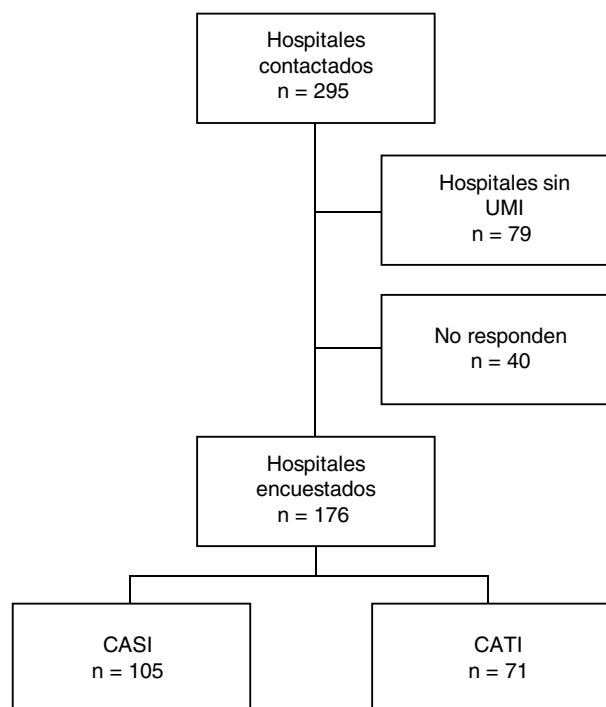 Hospitales
contactados
n = 295
Hospitales sin
UMI
n = 79
No responden
n = 40
Hospitales
encuestados
n = 176
CASI
n = 105
CATI
n = 71